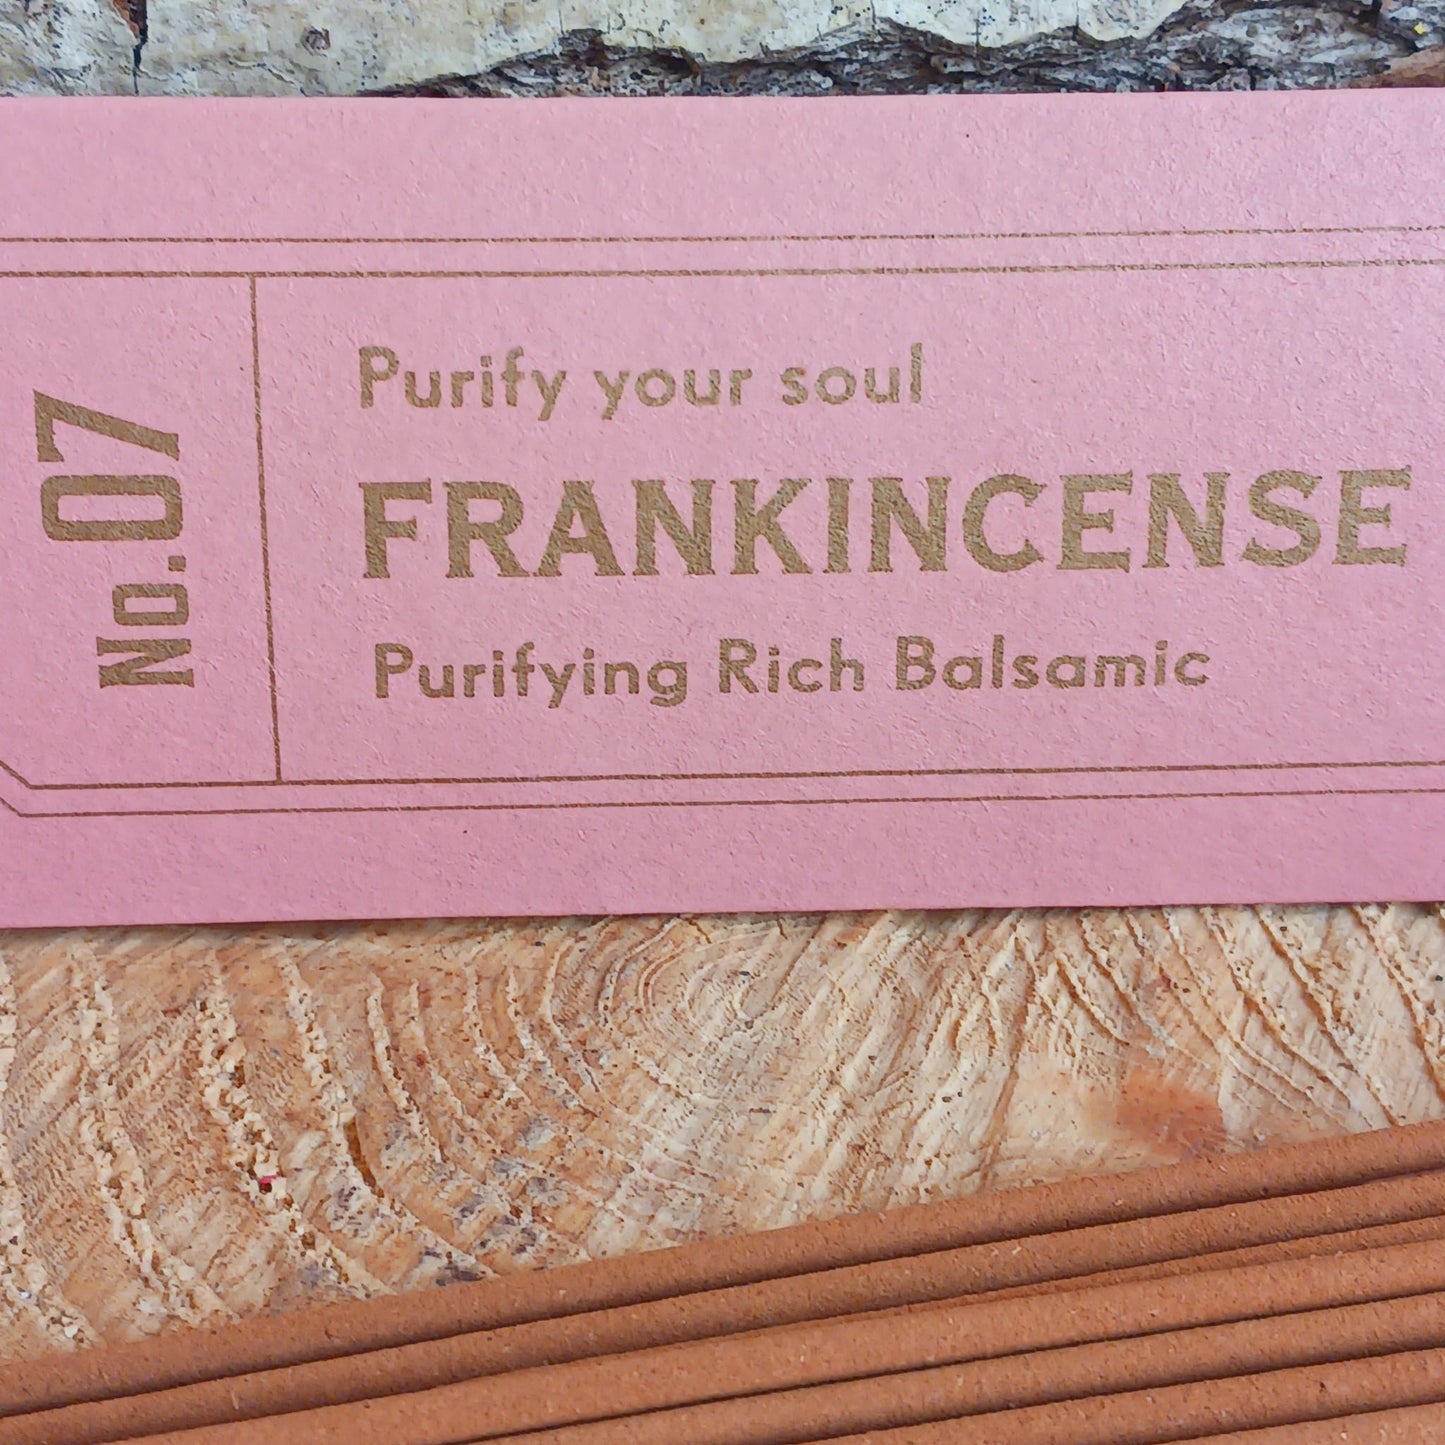 No.07
Purify your soul
FRANKINCENSE
Purifying Rich Balsamic